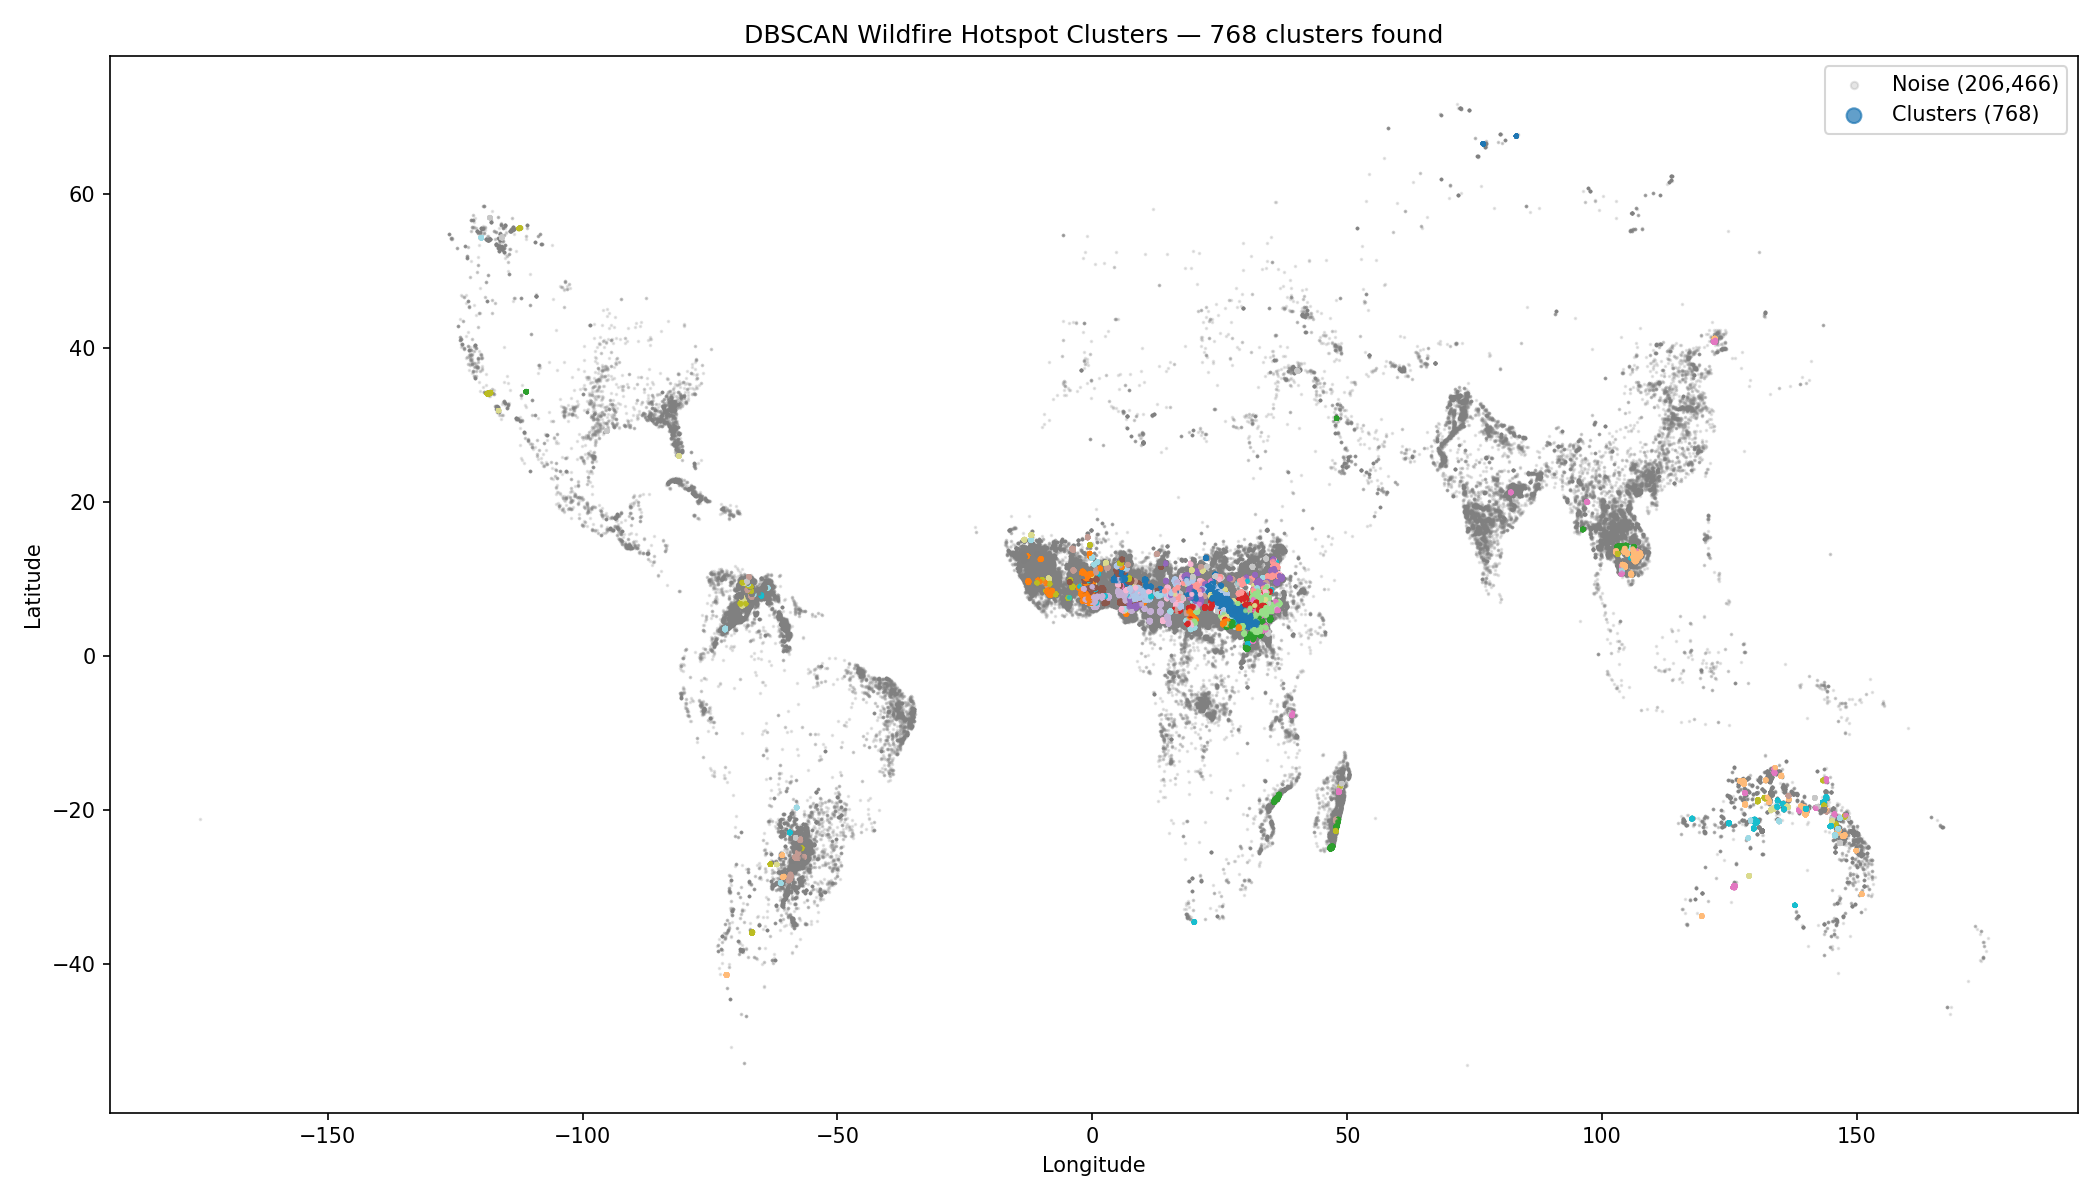 DBSCAN Wildfire Hotspot Clusters — 768 clusters found
Noise (206,466)
Clusters (768)
60
40
20
0
−20
−40
Latitude
−150
−100
−50
0
50
100
150
Longitude